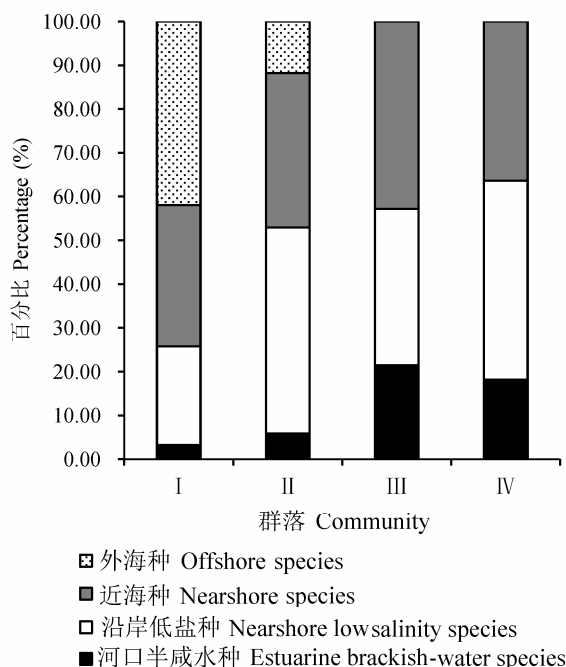 100.00
90.00
80.00
70.00
60.00
50.00
40.00
30.00
20.00
10.00
0.00
百分比 Percentage (%)
I II III IV
群落 Community
外海种 Offshore species
近海种 Nearshore species
沿岸低盐种 Nearshore lowsalinity species
河口半咸水种 Estuarine brackish-water species